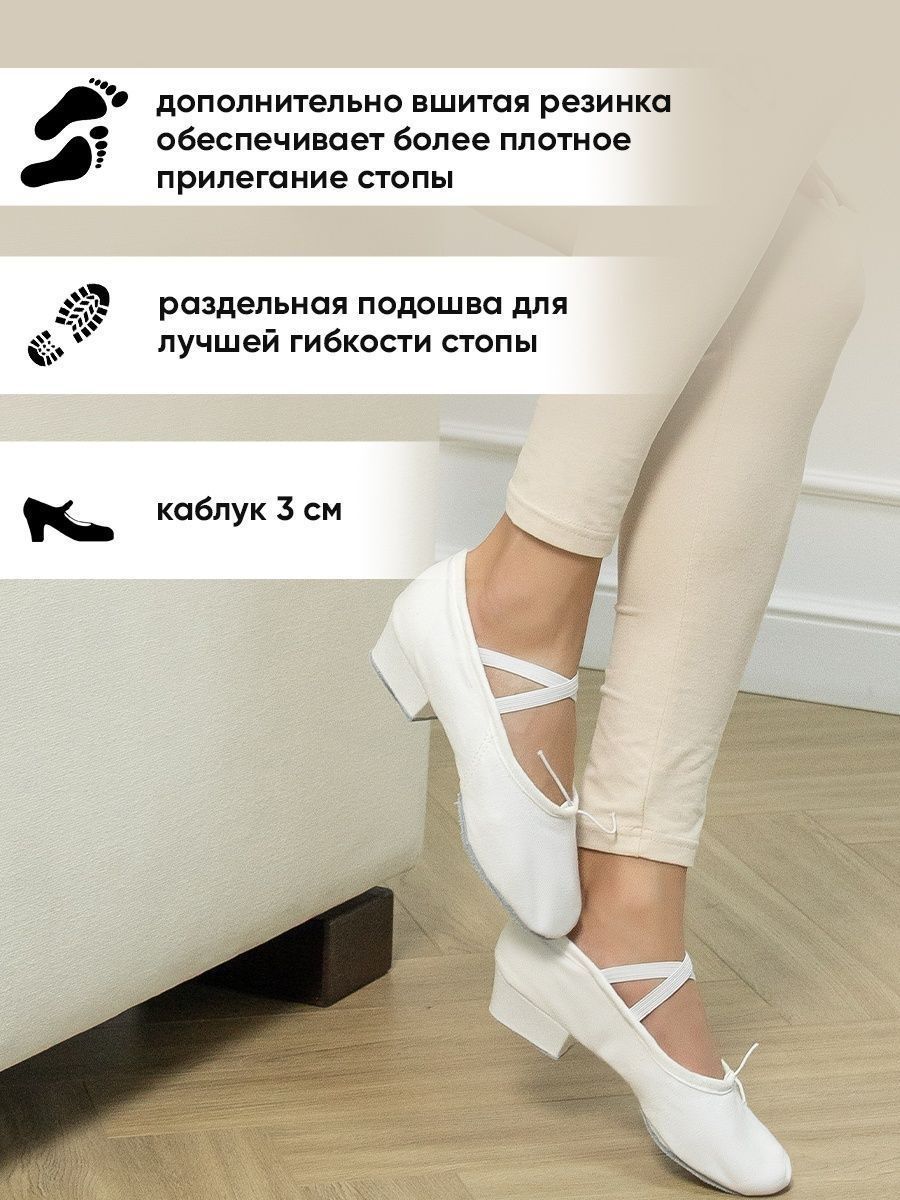 дополнительно вшитая резинка
обеспечивает более плотное
прилегание стопы
раздельная подошва для
лучшей гибкости стопы
каблук 3 см